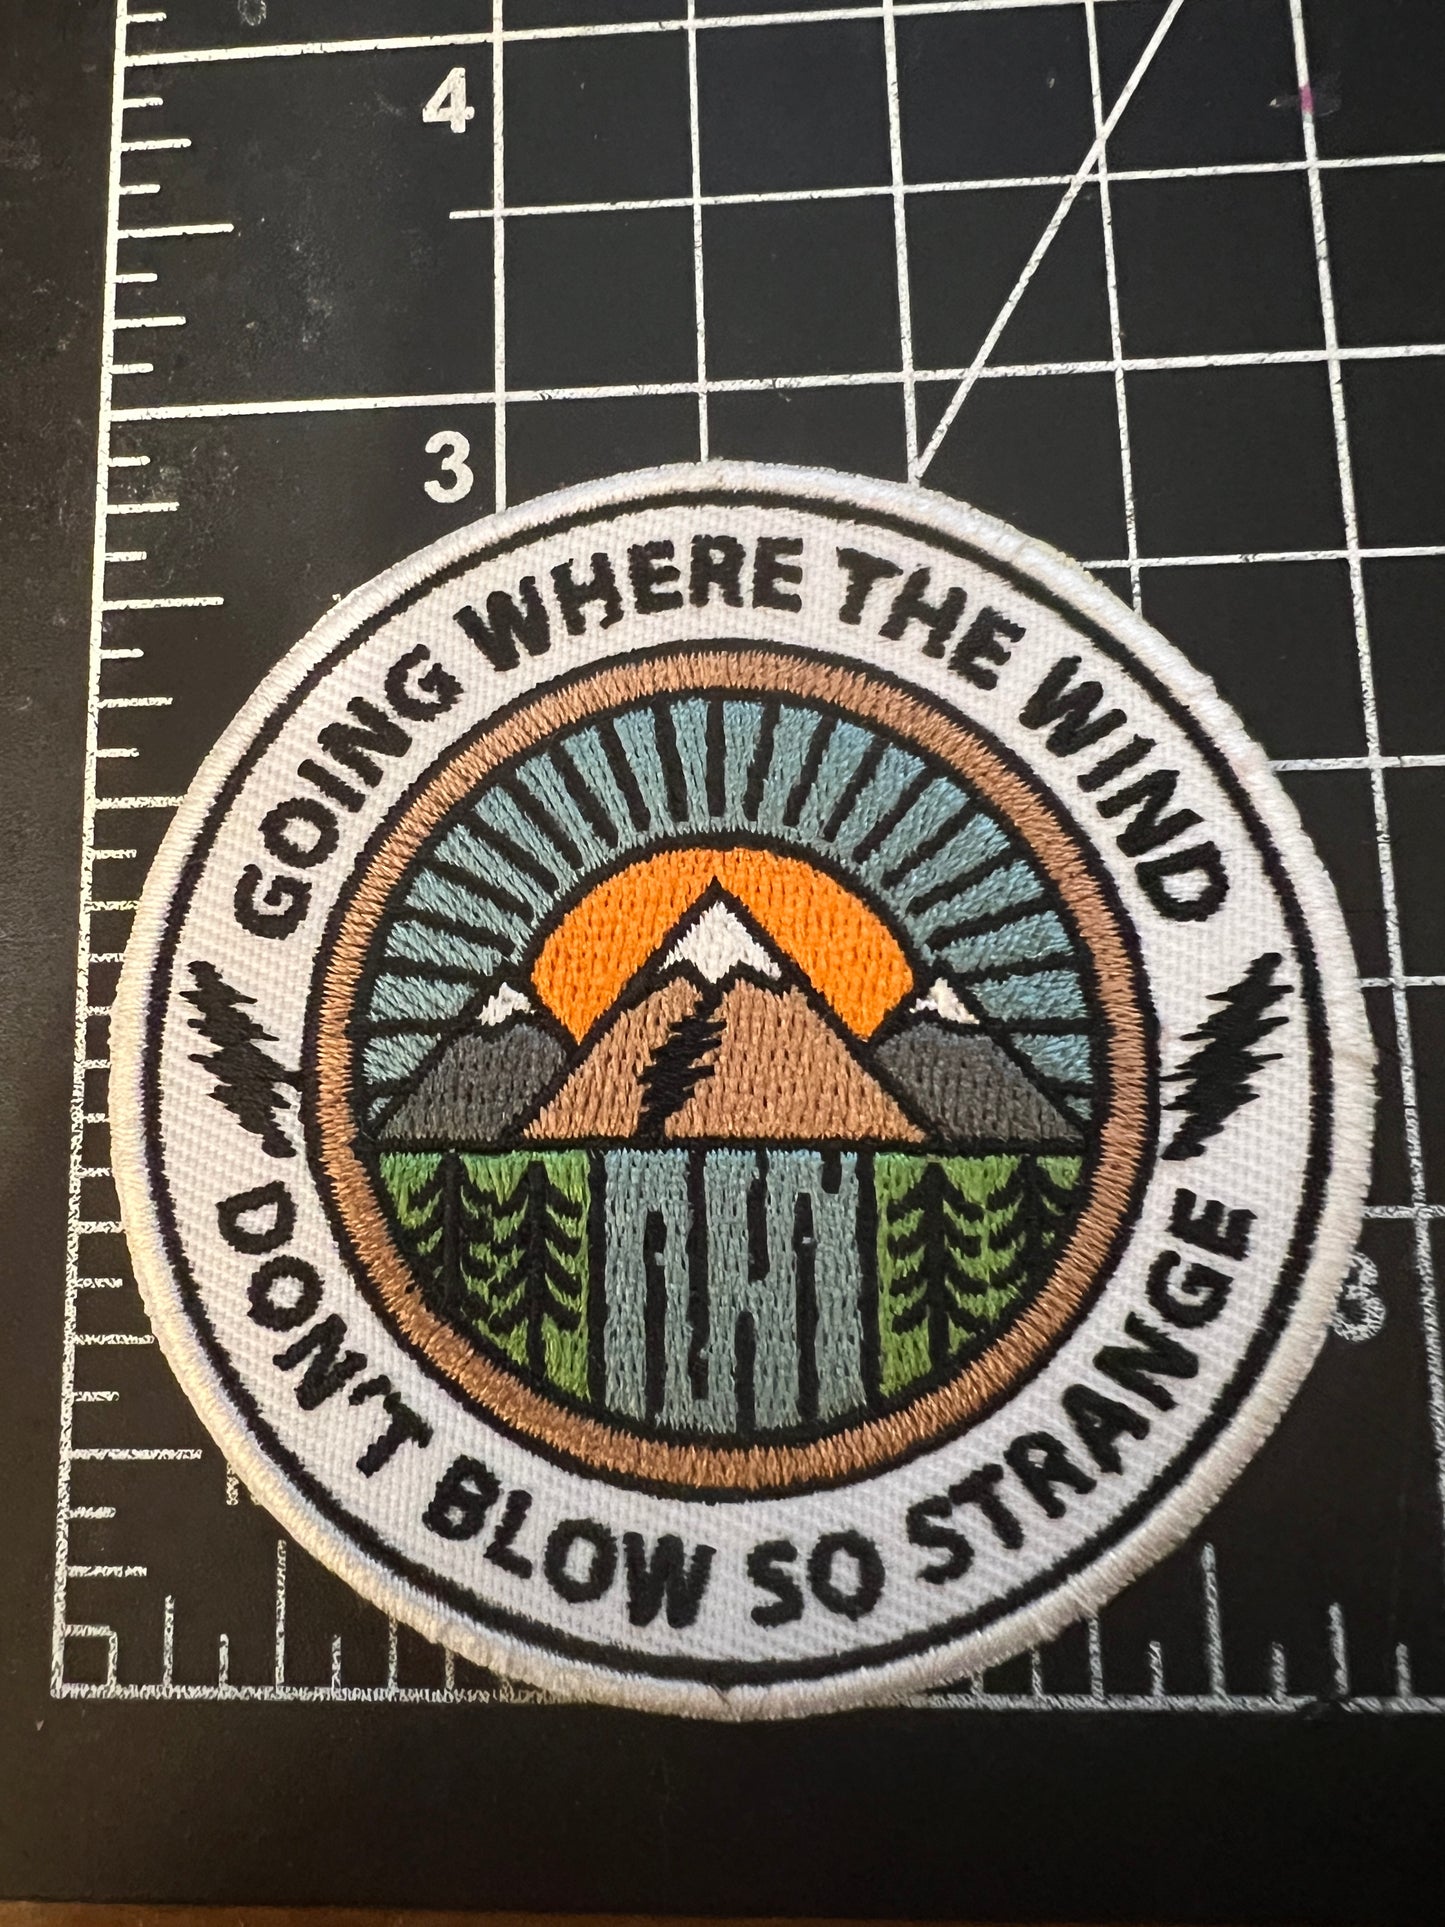 4
3
GOING WHERE THE WIND
DON'T BLOW SO STRANGE